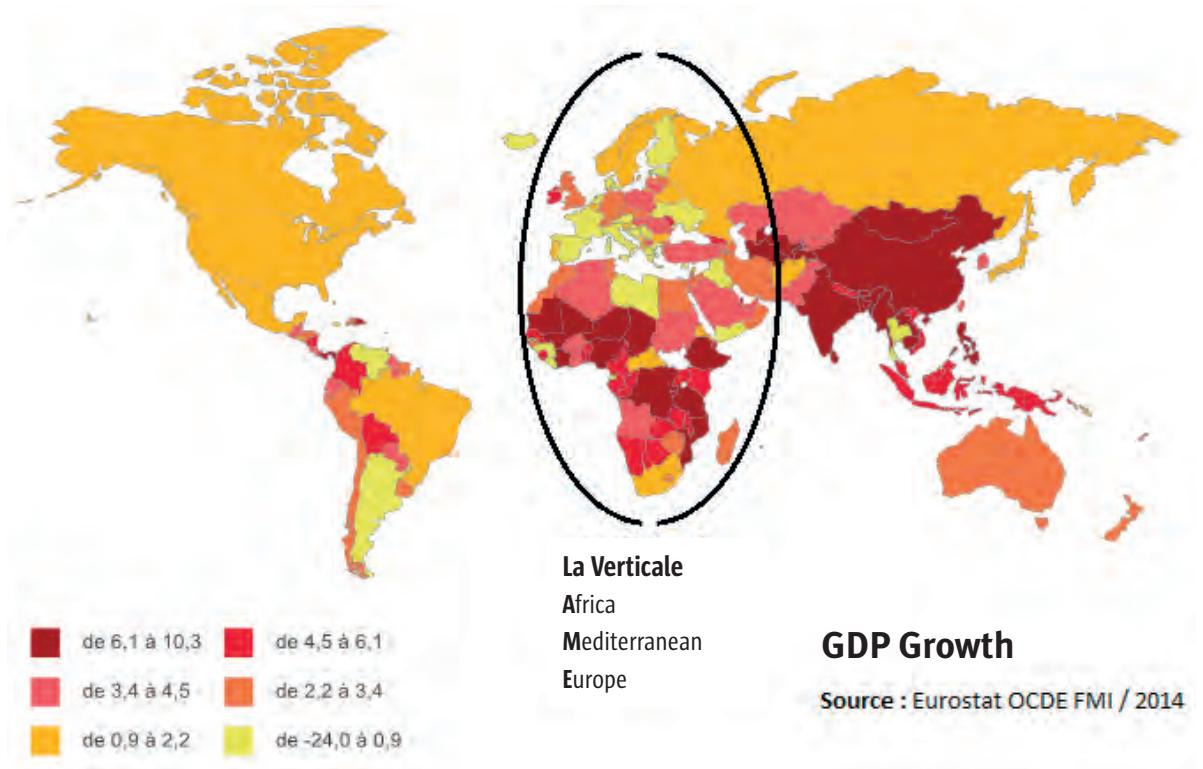 La Verticale
Africa
Mediterranean
Europe
GDP Growth
Source : Eurostat OCDE FMI / 2014
de 6,1 à 10,3
de 4,5 à 6,1
de 3,4 à 4,5
de 2,2 à 3,4
de 0,9 à 2,2
de -24,0 à 0,9